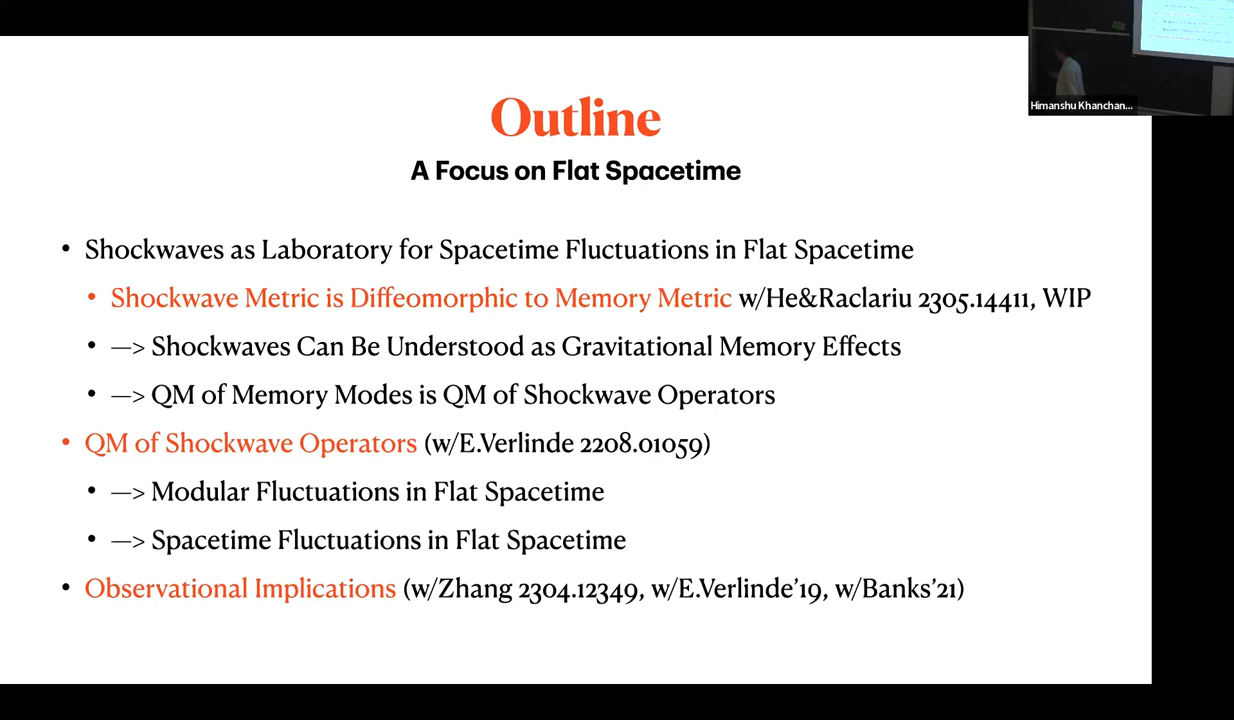 Outline
A Focus on Flat Spacetime
• Shockwaves as Laboratory for Spacetime Fluctuations in Flat Spacetime
• Shockwave Metric is Diffeomorphic to Memory Metric w/He&Raclariu 2305.14411, WIP
• —> Shockwaves Can Be Understood as Gravitational Memory Effects
• —> QM of Memory Modes is QM of Shockwave Operators
• QM of Shockwave Operators (w/E.Verlinde 2208.01059)
• —> Modular Fluctuations in Flat Spacetime
• —> Spacetime Fluctuations in Flat Spacetime
• Observational Implications (w/Zhang 2304.12349, w/E.Verlinde’19, w/Banks’21)
Himanshu Khanchan...